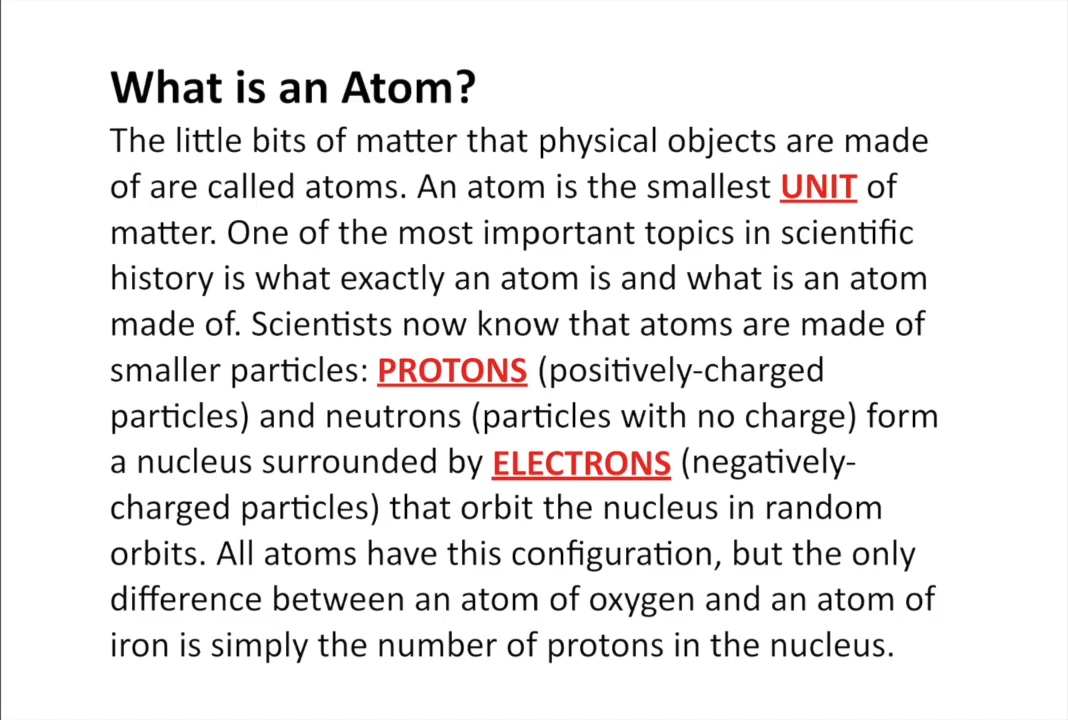 What is an Atom?
The little bits of matter that physical objects are made
of are called atoms. An atom is the smallest UNIT of
matter. One of the most important topics in scientific
history is what exactly an atom is and what is an atom
made of. Scientists now know that atoms are made of
smaller particles: PROTONS (positively-charged
particles) and neutrons (particles with no charge) form
a nucleus surrounded by ELECTRONS (negatively-
charged particles) that orbit the nucleus in random
orbits. All atoms have this configuration, but the only
difference between an atom of oxygen and an atom of
iron is simply the number of protons in the nucleus.